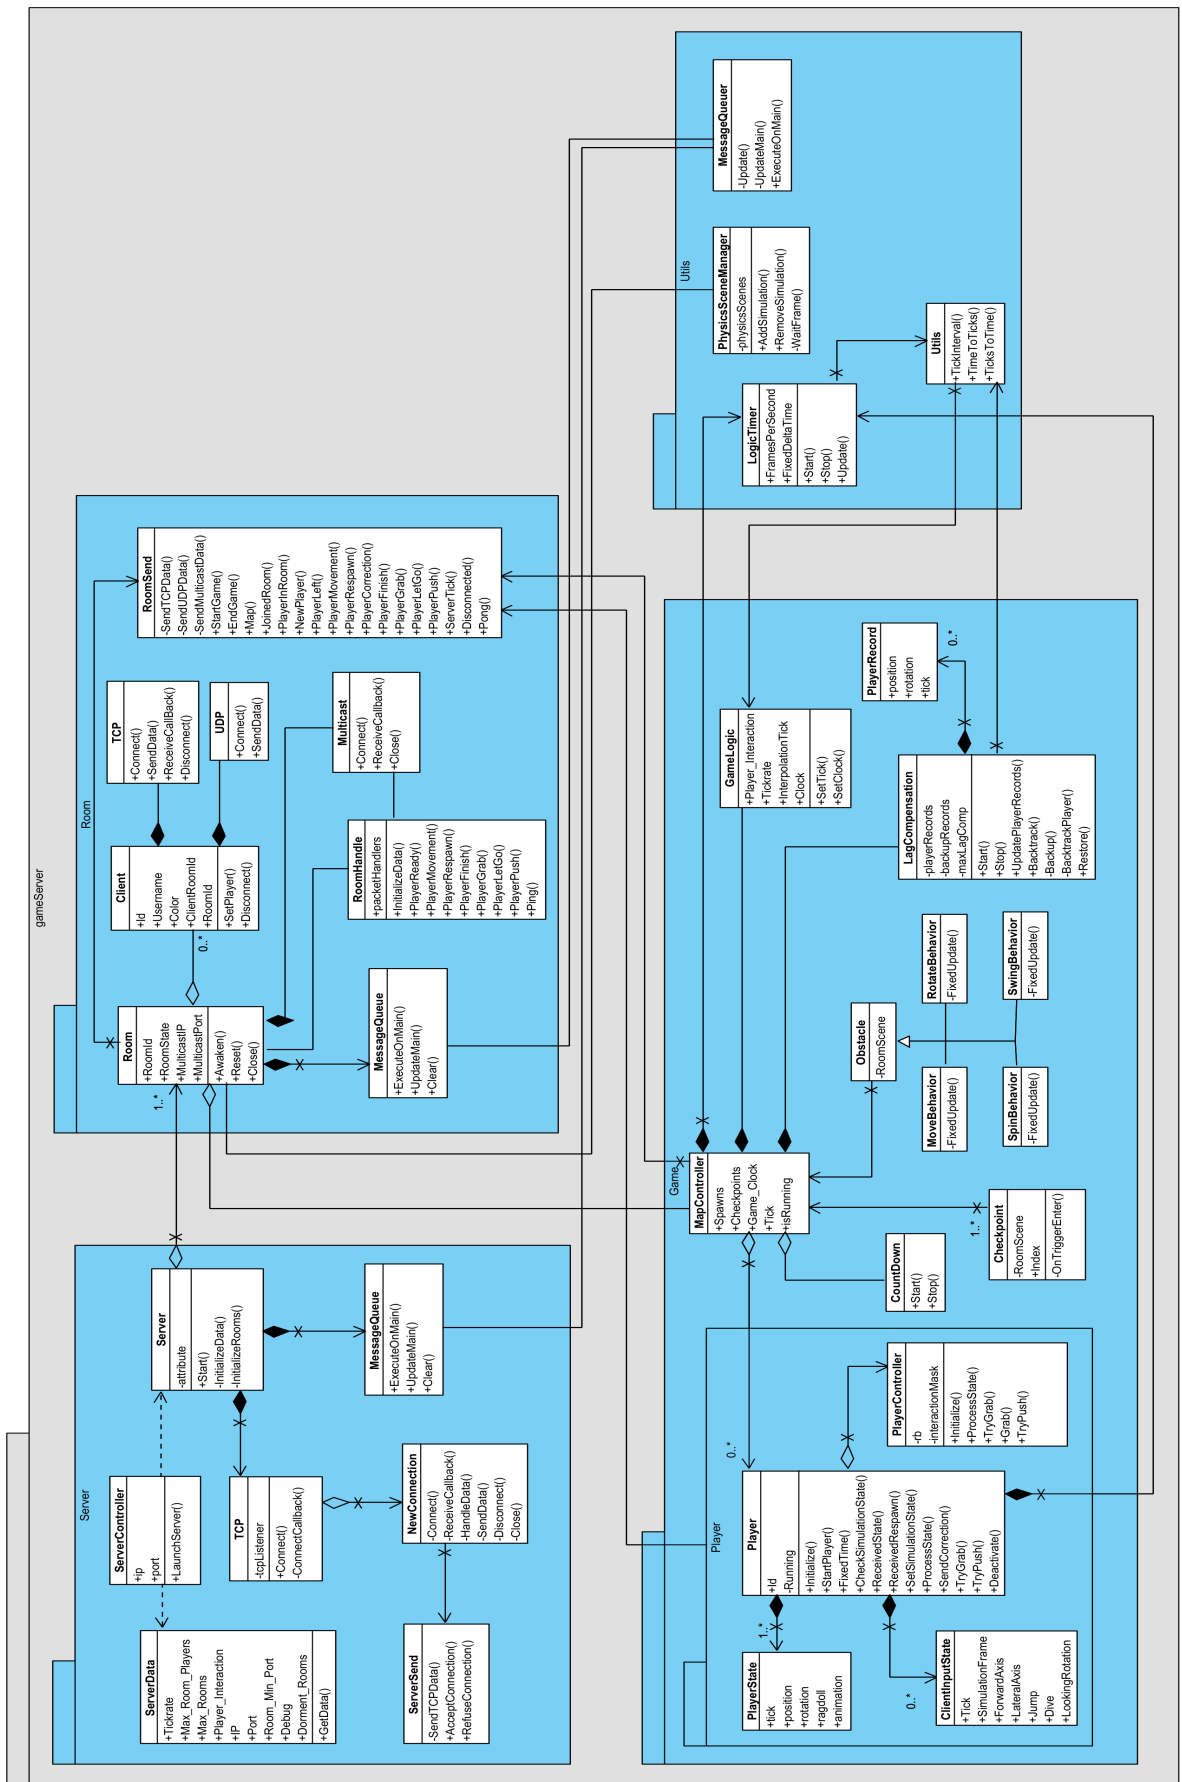 gameServer
Server
ServerData
+Tickrate
+Max_Room_Players
+Max_Rooms
+Player_Interaction
+IP
+Port
+Room_Min_Port
+Debug
+Dorment_Rooms
+GetData()
ServerController
+ip
+port
+LaunchServer()
Server
-attribute
+Start()
-InitializeData()
-InitializeRooms()
TCP
-tcpListener
+Connect()
-ConnectCallback()
ServerSend
-SendTCPData()
+AcceptConnection()
+RefuseConnection()
NewConnection
-Connect()
-ReceiveCallback()
-HandleData()
-SendData()
-Disconnect()
-Close()
MessageQueue
+ExecuteOnMain()
+UpdateMain()
+Clear()
Room
Room
+RoomId
+RoomState
+MulticastIP
+MulticastPort
+Awaken()
+Reset()
+Close()
1..*
Client
+Id
+Username
+Color
+ClientRoomId
+RoomId
+SetPlayer()
+Disconnect()
0..*
TCP
+Connect()
+SendData()
+ReceiveCallBack()
+Disconnect()
UDP
+Connect()
+SendData()
RoomSend
-SendTCPData()
-SendUDPData()
-SendMulticastData()
+StartGame()
+EndGame()
+Map()
+JoinedRoom()
+PlayerInRoom()
+NewPlayer()
+PlayerLeft()
+PlayerMovement()
+PlayerRespawn()
+PlayerCorrection()
+PlayerFinish()
+PlayerGrab()
+PlayerLetGo()
+PlayerPush()
+ServerTick()
+Disconnected()
+Pong()
Multicast
+Connect()
+ReceiveCallback()
+Close()
RoomHandle
+packetHandlers
+InitializeData()
+PlayerReady()
+PlayerMovement()
+PlayerRespawn()
+PlayerFinish()
+PlayerGrab()
+PlayerLetGo()
+PlayerPush()
+Ping()
MessageQueue
+ExecuteOnMain()
+UpdateMain()
+Clear()
Game
Player
PlayerState
+tick
+position
+rotation
+ragdoll
+animation
1..*
Player
+Id
-Running
+Initialize()
+StartPlayer()
+FixedTime()
+CheckSimulationState()
+ReceivedState()
+ReceivedRespawn()
+SetSimulationState()
+ProcessState()
+SendCorrection()
+TryGrab()
+TryPush()
+Deactivate()
0..*
PlayerController
-rb
-interactionMask
+Initialize()
+ProcessState()
+TryGrab()
+Grab()
+TryPush()
ClientInputState
+Tick
+SimulationFrame
+ForwardAxis
+LateralAxis
+Jump
+Dive
+LookingRotation
0..*
MapController
+Spawns
+Checkpoints
+Game_Clock
+Tick
+isRunning
CountDown
+Start()
+Stop()
Checkpoint
-RoomScene
+Index
-OnTriggerEnter()
1..*
Obstacle
-RoomScene
MoveBehavior
-FixedUpdate()
RotateBehavior
-FixedUpdate()
SpinBehavior
-FixedUpdate()
SwingBehavior
-FixedUpdate()
GameLogic
+Player_Interaction
+Tickrate
+InterpolationTick
+Clock
+SetTick()
+SetClock()
LagCompensation
-playerRecords
-backupRecords
-maxLagComp
+Start()
+Stop()
+UpdatePlayerRecords()
+Backtrack()
-Backup()
-BacktrackPlayer()
+Restore()
PlayerRecord
+position
+rotation
+tick
0..*
Utils
LogicTimer
+FramesPerSecond
+FixedDeltaTime
+Start()
+Stop()
+Update()
PhysicsSceneManager
-physicsScenes
+AddSimulation()
+RemoveSimulation()
-WaitFrame()
MessageQueuer
-Update()
-UpdateMain()
+ExecuteOnMain()
Utils
+TickInterval()
+TimeToTicks()
+TicksToTime()